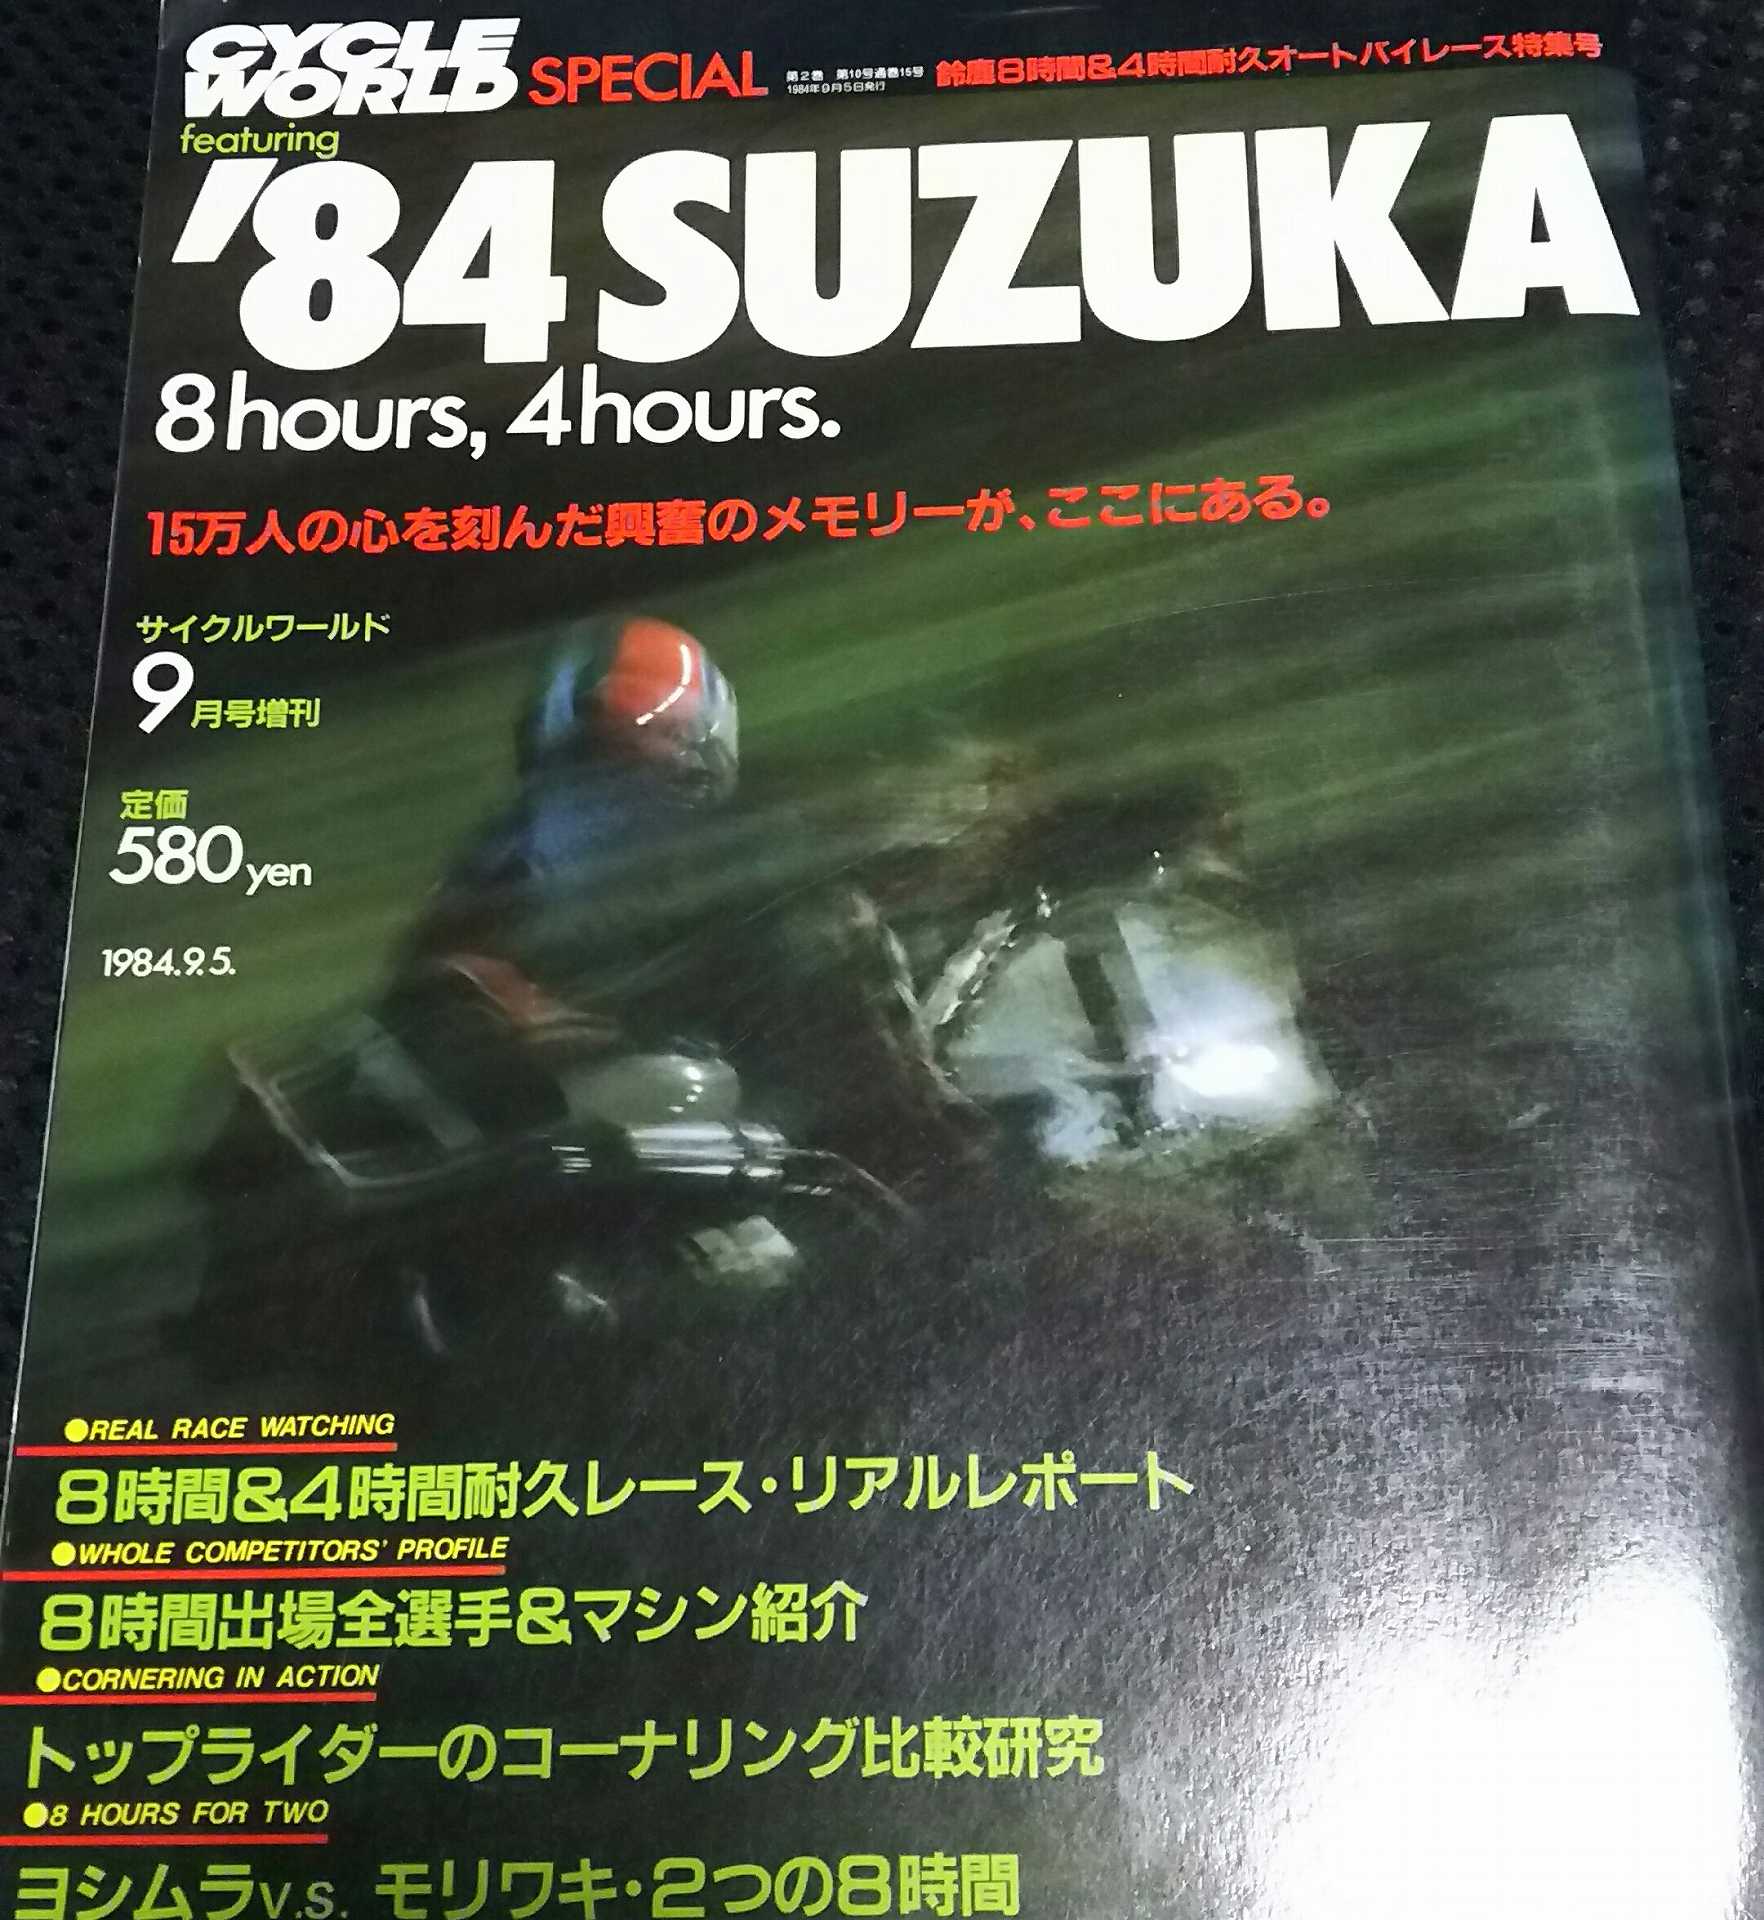 CYCLE
WORLD SPECIAL
第2巻 第10号通巻15号
1984年9月5日発行
鈴鹿8時間&4時間耐久オートバイレース特集号
featuring
'84 SUZUKA
8hours, 4hours.
15万人の心を刻んだ興奮のメモリーが、ここにある。
サイクルワールド
9月号増刊
定価
580yen
1984.9.5.
●REAL RACE WATCHING
8時間&4時間耐久レース・リアルレポート
●WHOLE COMPETITORS' PROFILE
8時間出場全選手&マシン紹介
●CORNERING IN ACTION
トップライダーのコーナリング比較研究
●8 HOURS FOR TWO
ヨシムラv.s. モリワキ・2つの8時間